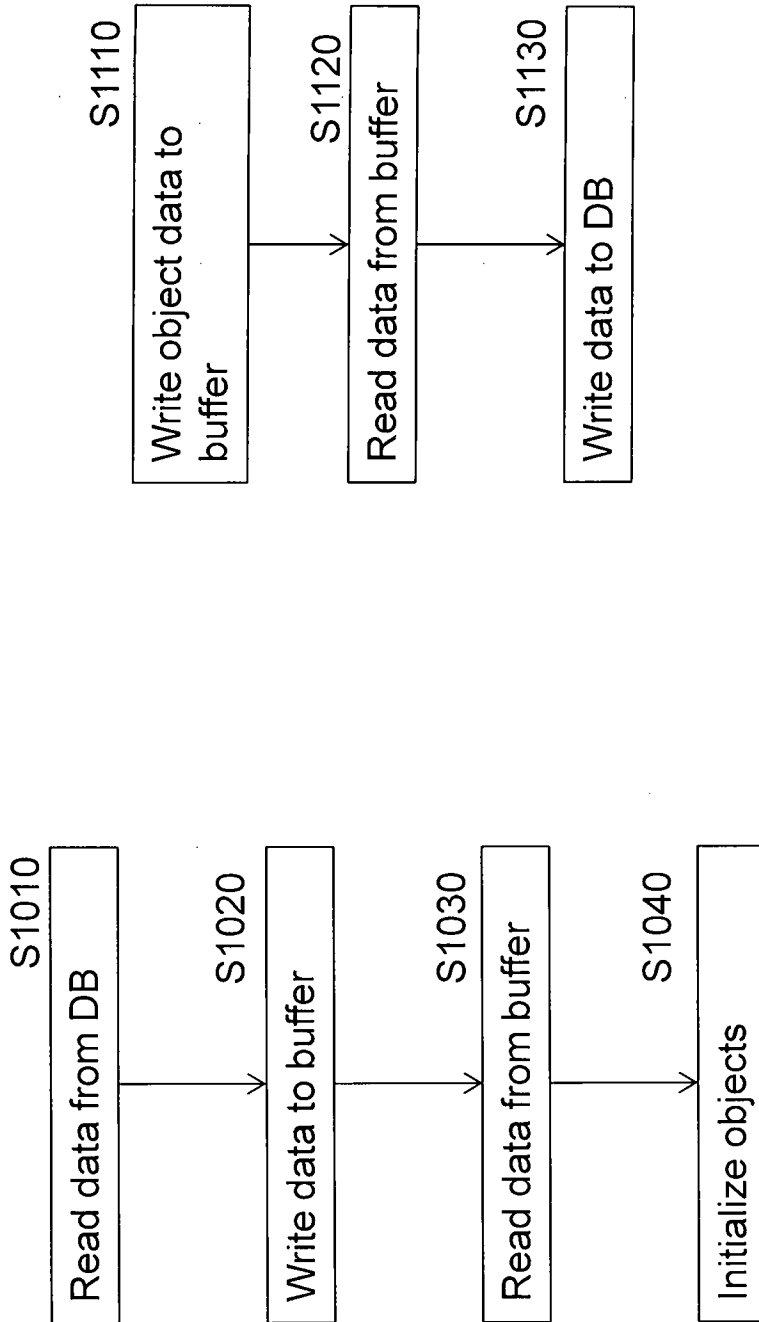 S1010
Read data from DB
S1020
Write data to buffer
S1030
Read data from buffer
S1040
Initialize objects
S1110
Write object data to
buffer
S1120
Read data from buffer
S1130
Write data to DB